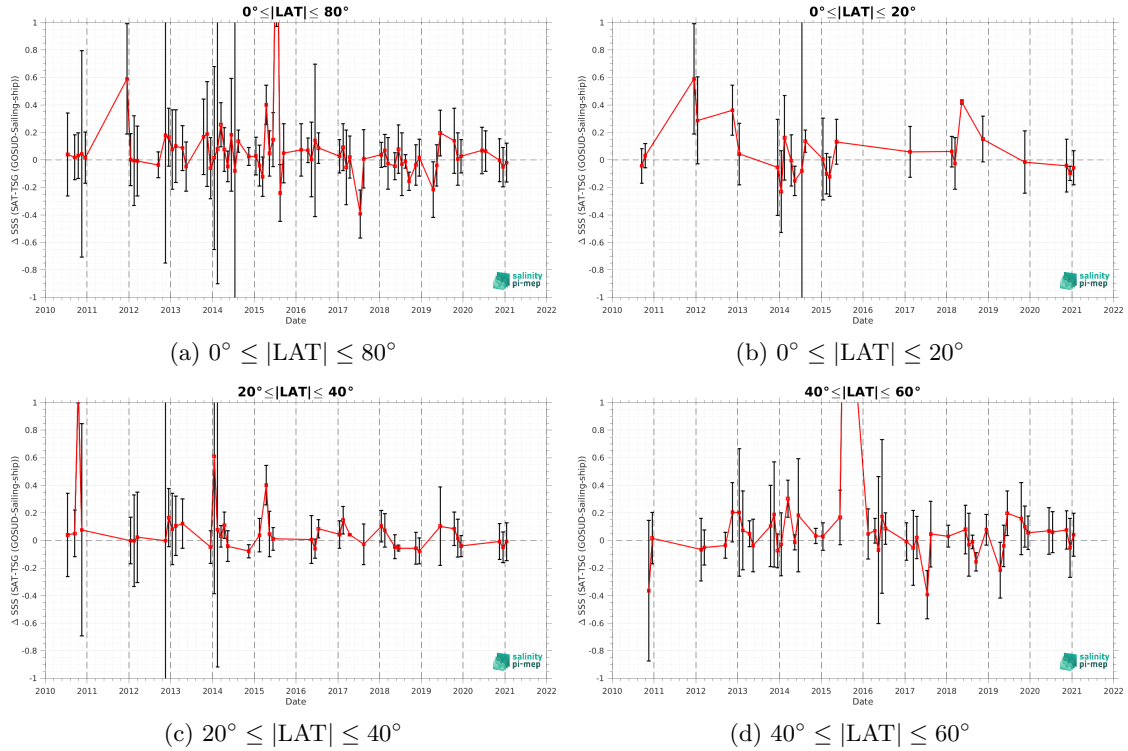 0°≤|LAT|≤ 80°
Δ SSS (SAT-TSG (GOSUD-Sailing-ship))
1
0.8
0.6
0.4
0.2
0
-0.2
-0.4
-0.6
-0.8
-1
2010 2011 2012 2013 2014 2015 2016 2017 2018 2019 2020 2021 2022
Date
salinity
pi-mep
(a) 0° ≤ |LAT| ≤ 80°
0°≤|LAT|≤ 20°
Δ SSS (SAT-TSG (GOSUD-Sailing-ship))
1
0.8
0.6
0.4
0.2
0
-0.2
-0.4
-0.6
-0.8
-1
2010 2011 2012 2013 2014 2015 2016 2017 2018 2019 2020 2021 2022
Date
salinity
pi-mep
(b) 0° ≤ |LAT| ≤ 20°
20°≤|LAT|≤ 40°
Δ SSS (SAT-TSG (GOSUD-Sailing-ship))
1
0.8
0.6
0.4
0.2
0
-0.2
-0.4
-0.6
-0.8
-1
2010 2011 2012 2013 2014 2015 2016 2017 2018 2019 2020 2021 2022
Date
salinity
pi-mep
(c) 20° ≤ |LAT| ≤ 40°
40°≤|LAT|≤ 60°
Δ SSS (SAT-TSG (GOSUD-Sailing-ship))
1
0.8
0.6
0.4
0.2
0
-0.2
-0.4
-0.6
-0.8
-1
2010 2011 2012 2013 2014 2015 2016 2017 2018 2019 2020 2021 2022
Date
salinity
pi-mep
(d) 40° ≤ |LAT| ≤ 60°